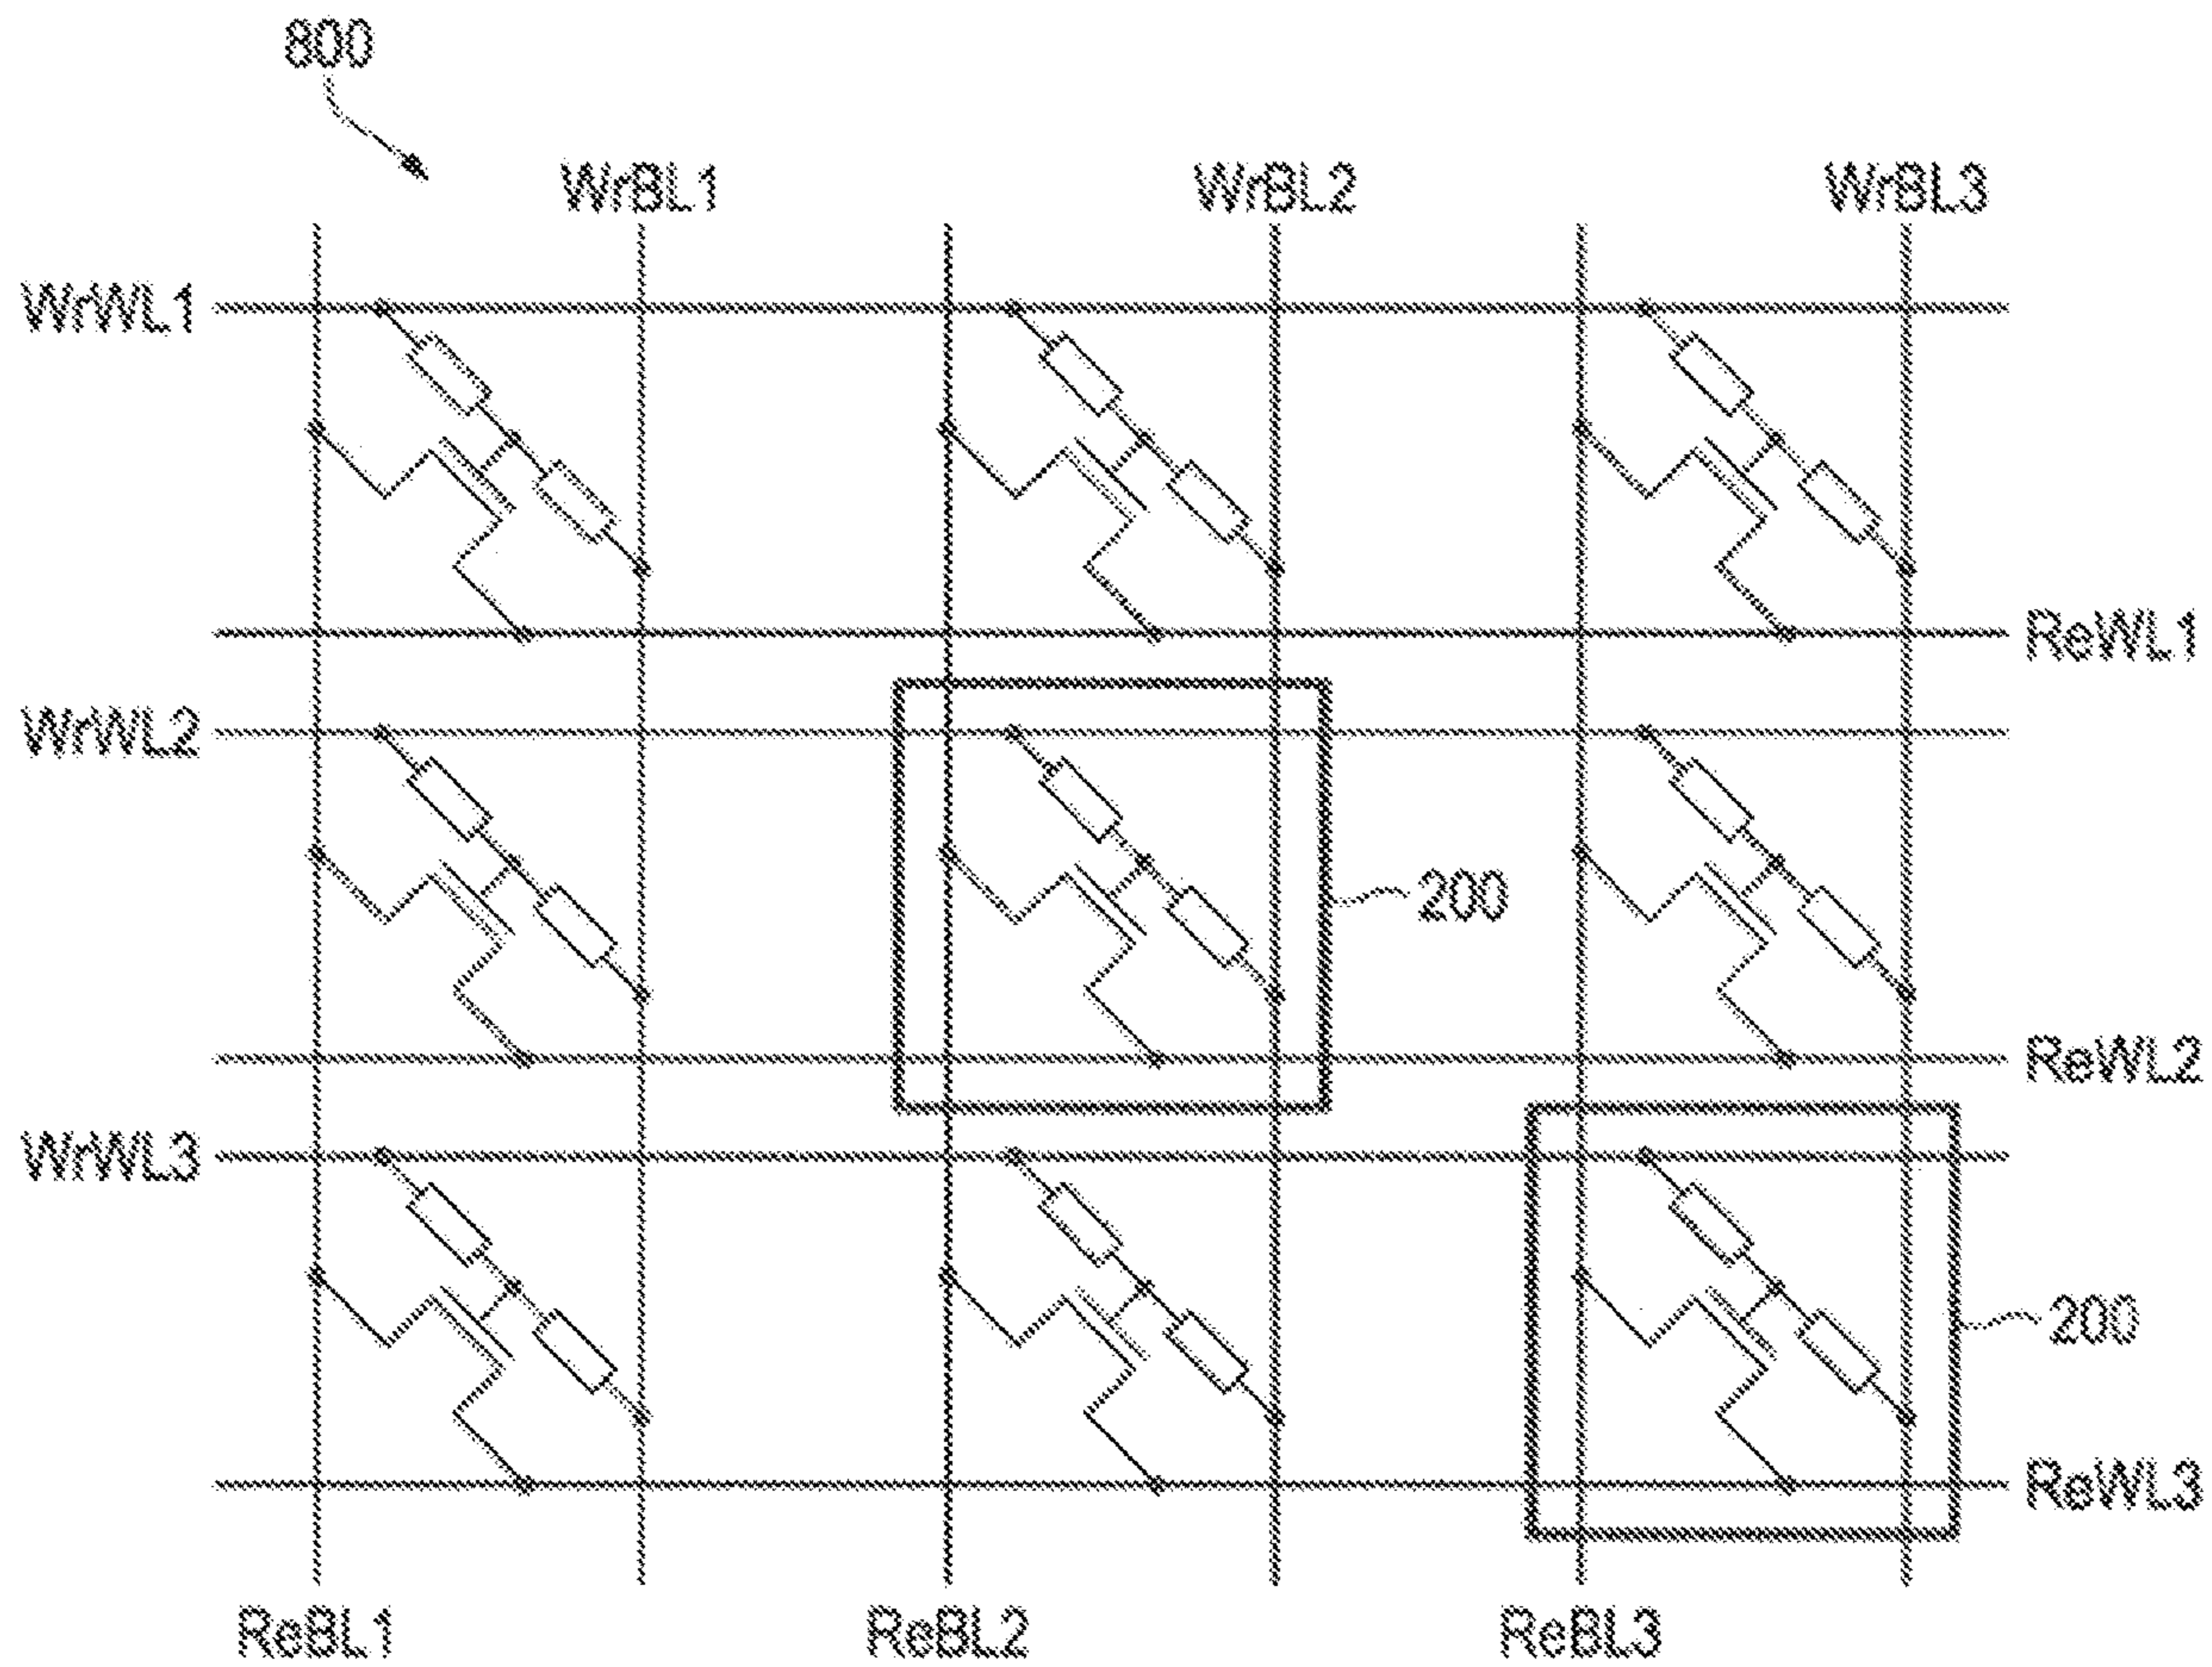 800
WrBL1 WrBL2 WrBL3
WrWL1
ReWL1
WrWL2
200
ReWL2
WrWL3
200
ReWL3
ReBL1 ReBL2 ReBL3